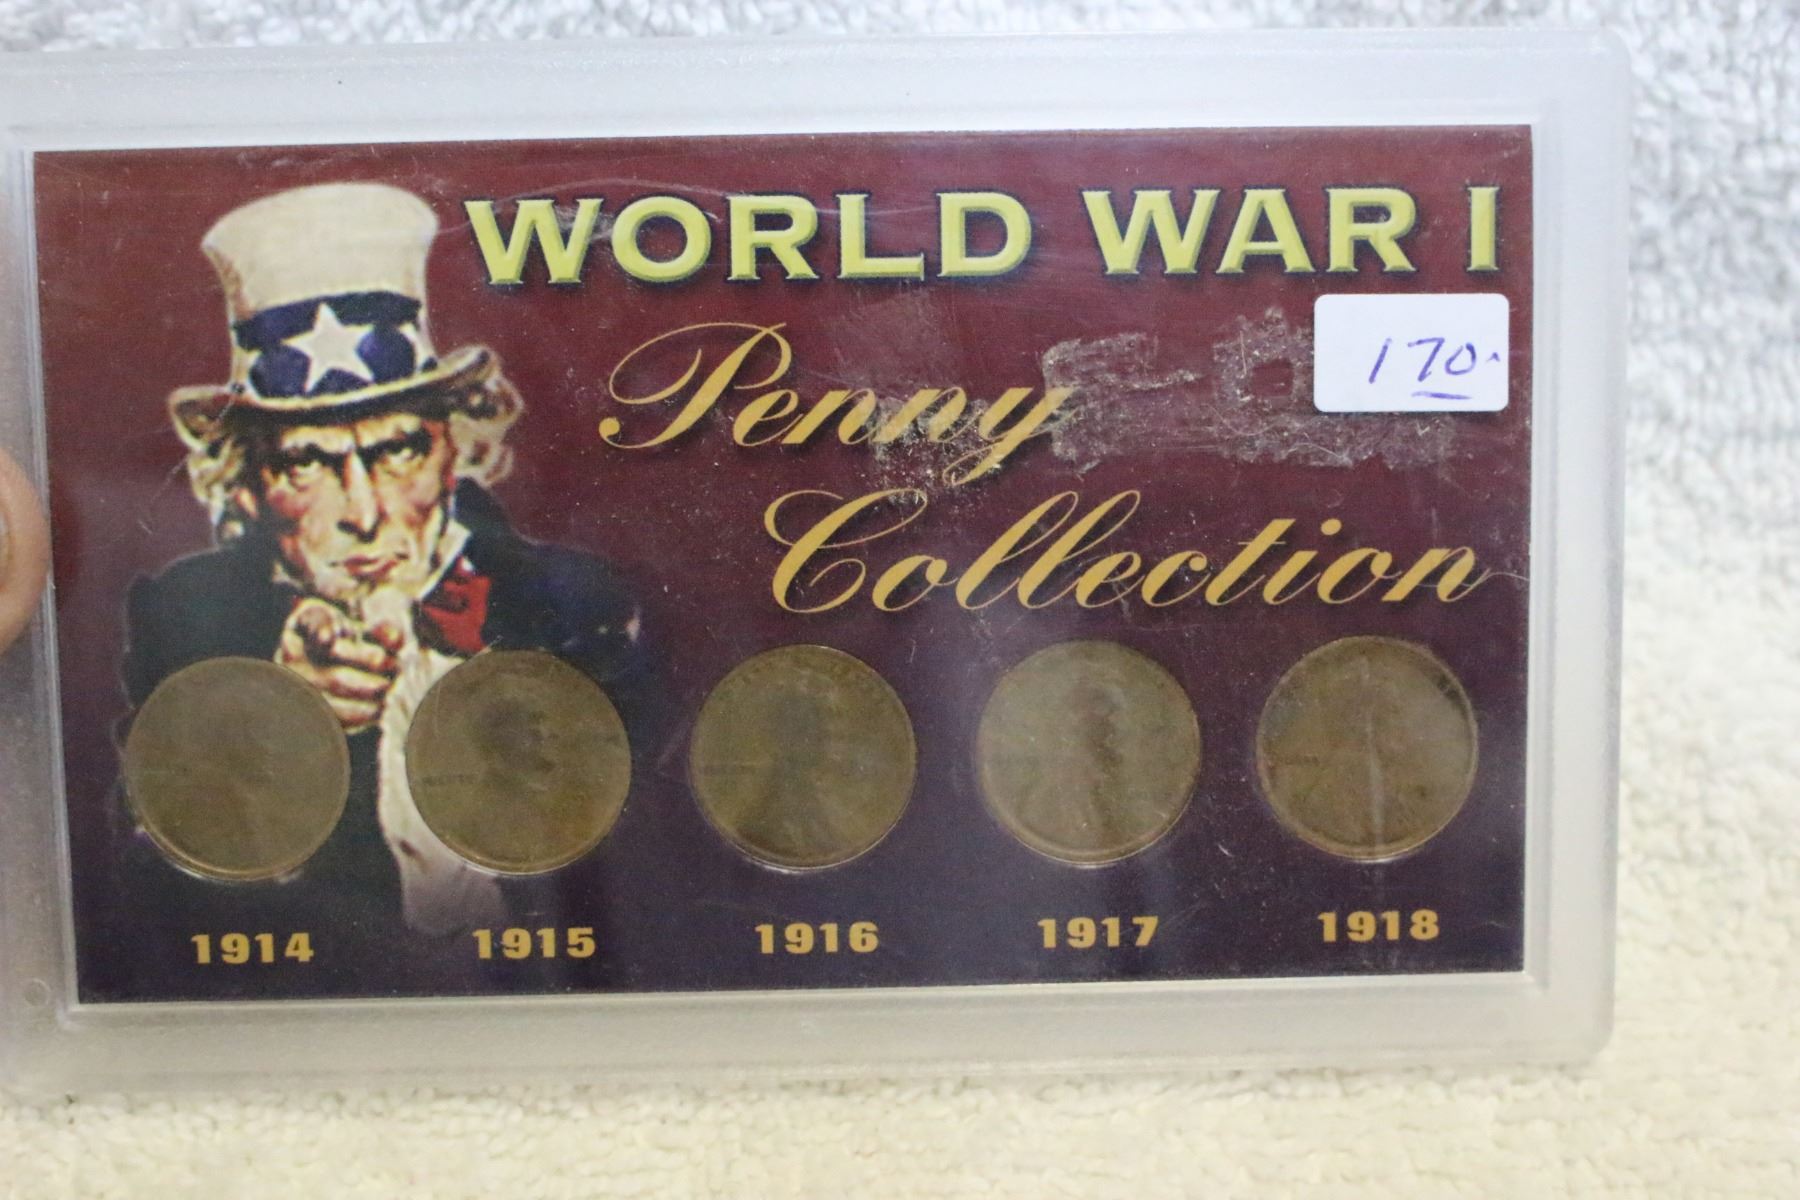 WORLD WAR I
170.
Penny
Collection
1914 1915 1916 1917 1918